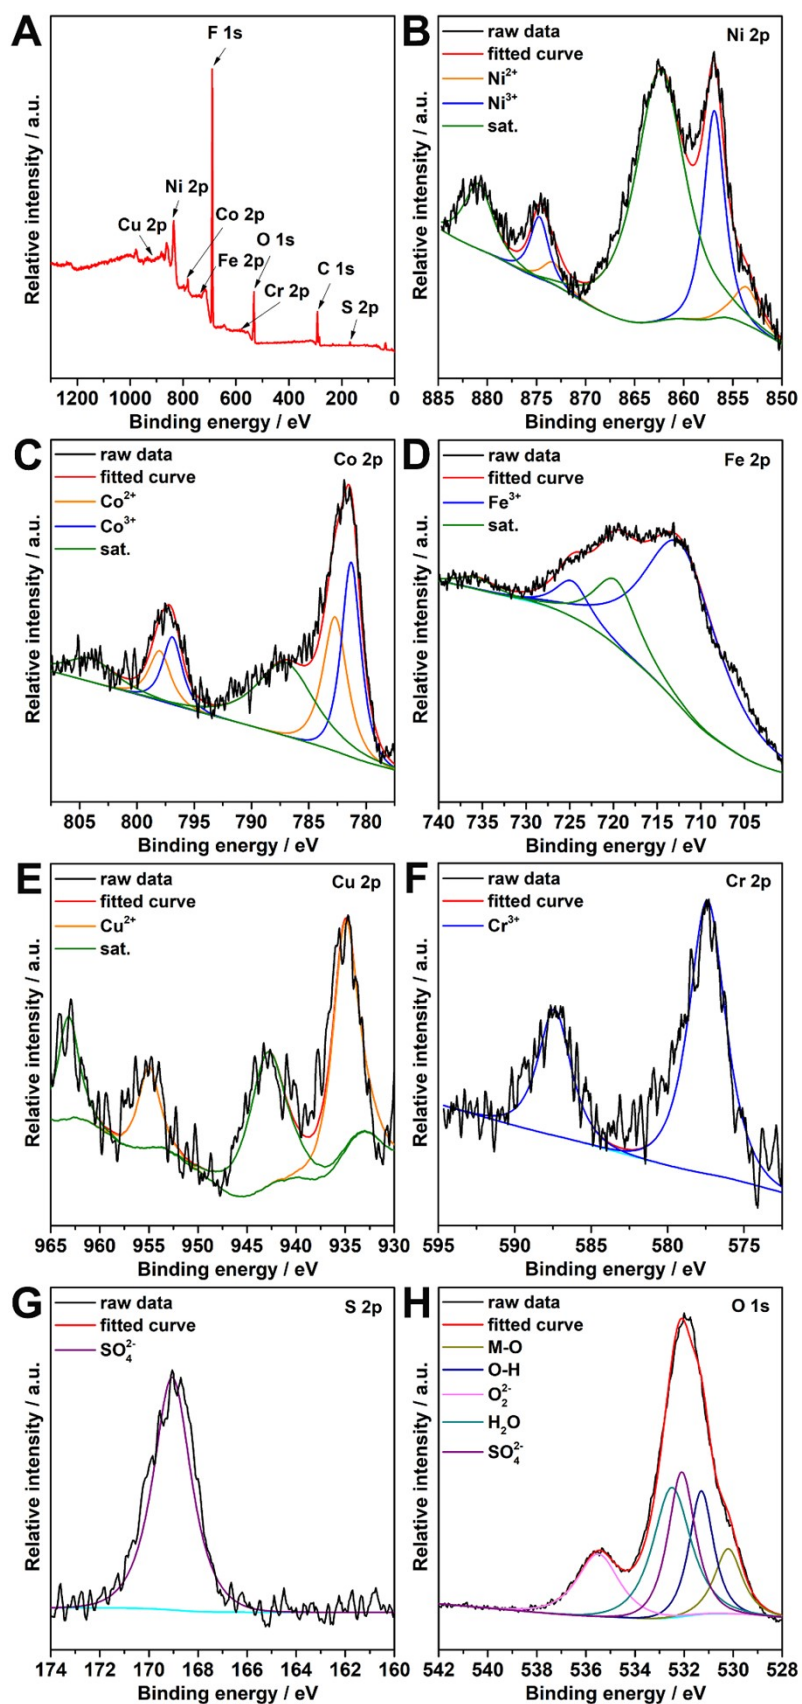 A
F 1s
Ni 2p
Cu 2p
Co 2p
Fe 2p
O 1s
Cr 2p
C 1s
S 2p
Relative intensity / a.u.
1200 1000 800 600 400 200 0
Binding energy / eV
B
raw data
fitted curve
Ni²⁺
Ni³⁺
sat.
Ni 2p
Relative intensity / a.u.
885 880 875 870 865 860 855 850
Binding energy / eV
C
raw data
fitted curve
Co²⁺
Co³⁺
sat.
Co 2p
Relative intensity / a.u.
805 800 795 790 785 780
Binding energy / eV
D
raw data
fitted curve
Fe³⁺
sat.
Fe 2p
Relative intensity / a.u.
740 735 730 725 720 715 710 705
Binding energy / eV
E
raw data
fitted curve
Cu²⁺
sat.
Cu 2p
Relative intensity / a.u.
965 960 955 950 945 940 935 930
Binding energy / eV
F
raw data
fitted curve
Cr³⁺
Cr 2p
Relative intensity / a.u.
595 590 585 580 575
Binding energy / eV
G
raw data
fitted curve
SO₄²⁻
S 2p
Relative intensity / a.u.
174 172 170 168 166 164 162 160
Binding energy / eV
H
raw data
fitted curve
M-O
O-H
O₂²⁻
H₂O
SO₄²⁻
O 1s
Relative intensity / a.u.
542 540 538 536 534 532 530 528
Binding energy / eV